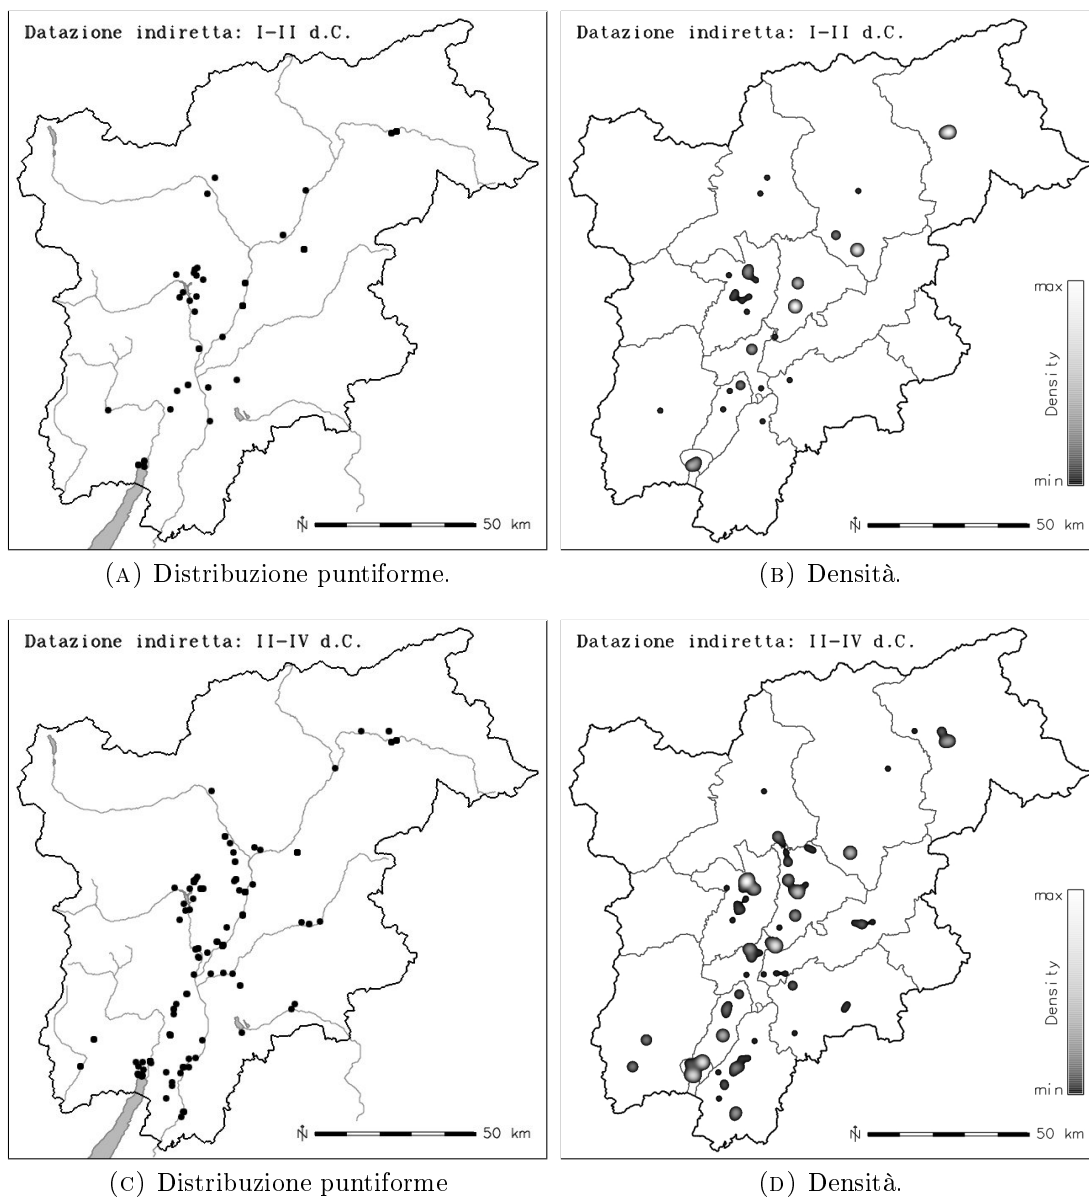 Datazione indiretta: I-II d.C.
N 50 km
(A) Distribuzione puntiforme.
Datazione indiretta: I-II d.C.
max
Density
min
N 50 km
(B) Densità.
Datazione indiretta: II-IV d.C.
N 50 km
(C) Distribuzione puntiforme
Datazione indiretta: II-IV d.C.
max
Density
min
N 50 km
(D) Densità.